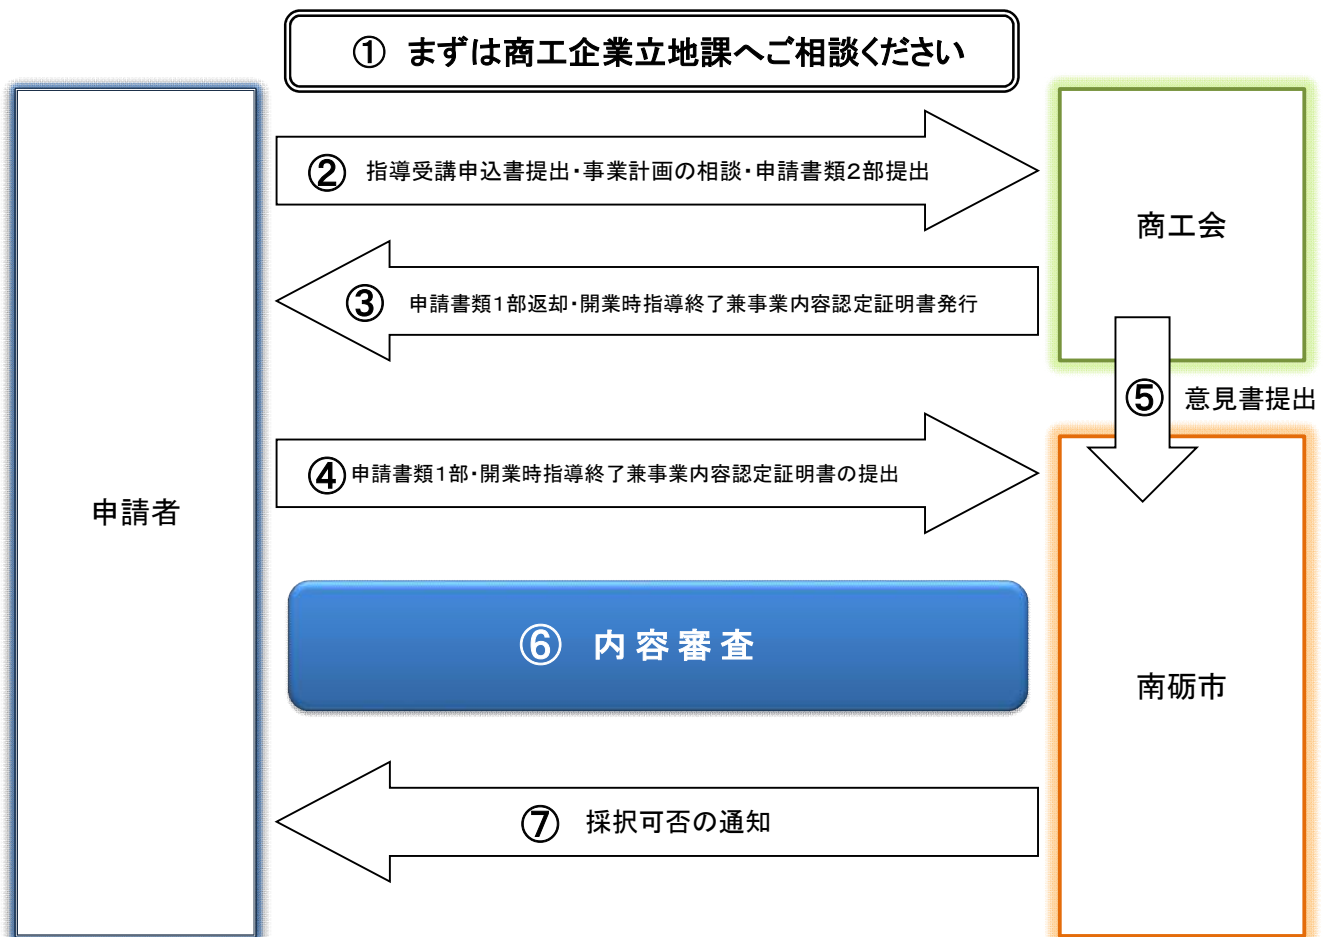 ① まずは商工企業立地課へご相談ください
② 指導受講申込書提出・事業計画の相談・申請書類2部提出
商工会
③ 申請書類1部返却・開業時指導終了兼事業内容認定証明書発行
⑤ 意見書提出
④ 申請書類1部・開業時指導終了兼事業内容認定証明書の提出
申請者
⑥ 内容審査
南砺市
⑦ 採択可否の通知